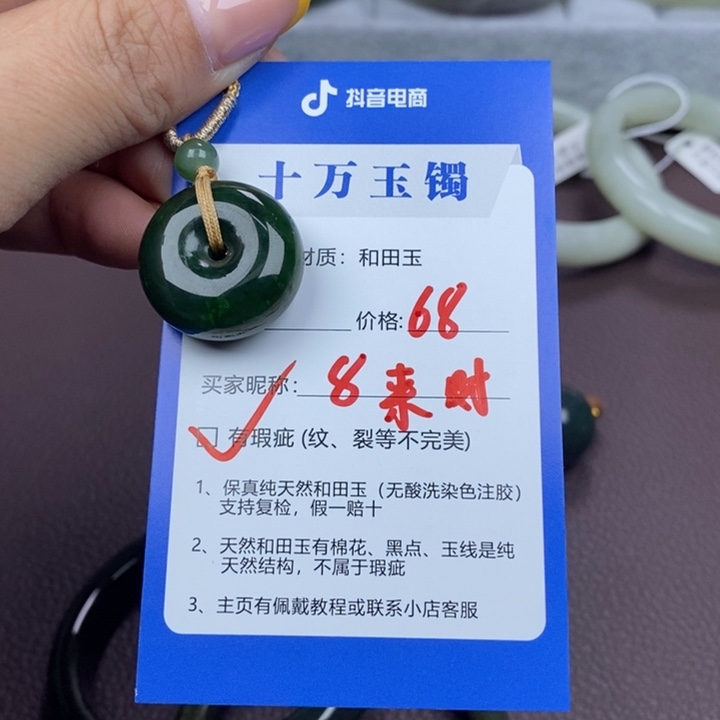 抖音电商
十万玉镯
材质：和田玉
价格:68
买家昵称:8来财
有瑕疵(纹、裂等不完美)
1、保真纯天然和田玉（无酸洗染色注胶）
支持复检，假一赔十
2、天然和田玉有棉花、黑点、玉线是纯
天然结构，不属于瑕疵
3、主页有佩戴教程或联系小店客服